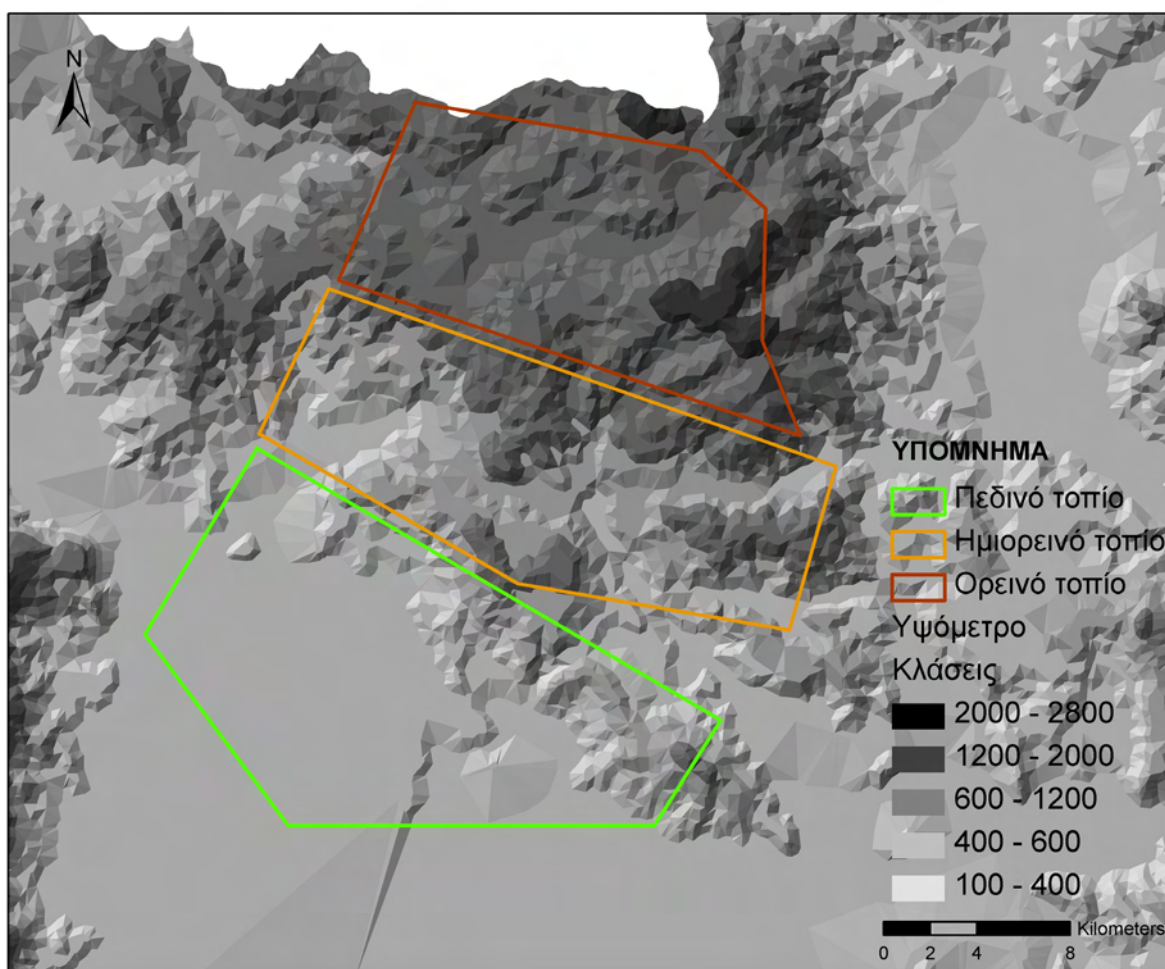 N
ΥΠΟΜΝΗΜΑ
Πεδινό τοπίο
Ημιορεινό τοπίο
Ορεινό τοπίο
Υψόμετρο
Κλάσεις
2000 - 2800
1200 - 2000
600 - 1200
400 - 600
100 - 400
Kilometers
0 2 4 8